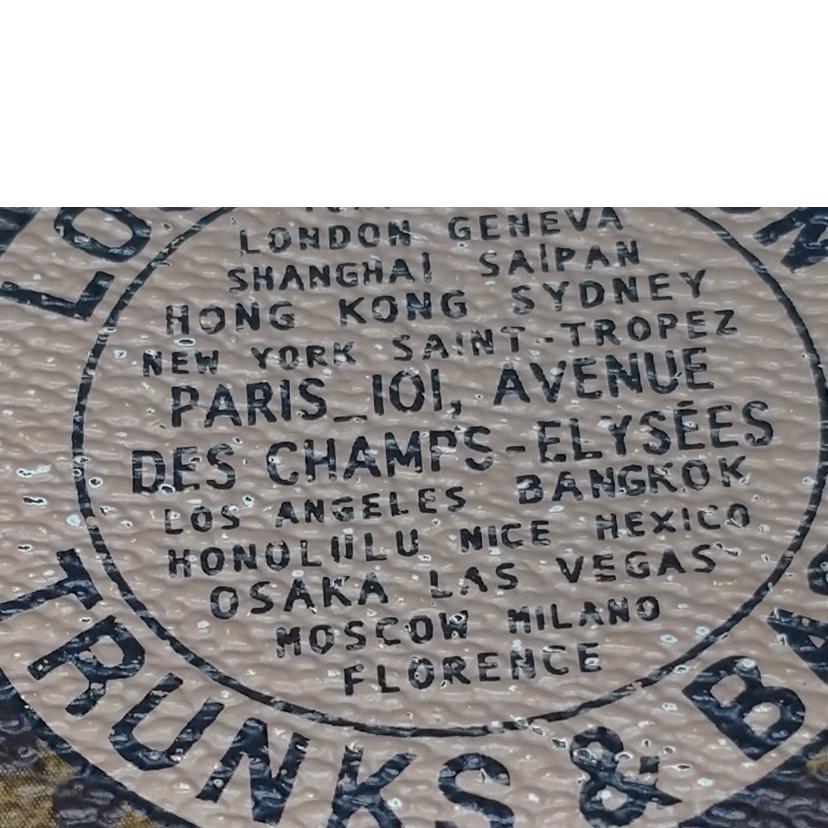 LONDON GENEVA
SHANGHAI SAIPAN
HONG KONG SYDNEY
NEW YORK SAINT-TROPEZ
PARIS_101, AVENUE
DES CHAMPS-ELYSÉES
LOS ANGELES BANGKOK
HONOLULU NICE MEXICO
OSAKA LAS VEGAS
MOSCOW MILANO
FLORENCE
TRUNKS &